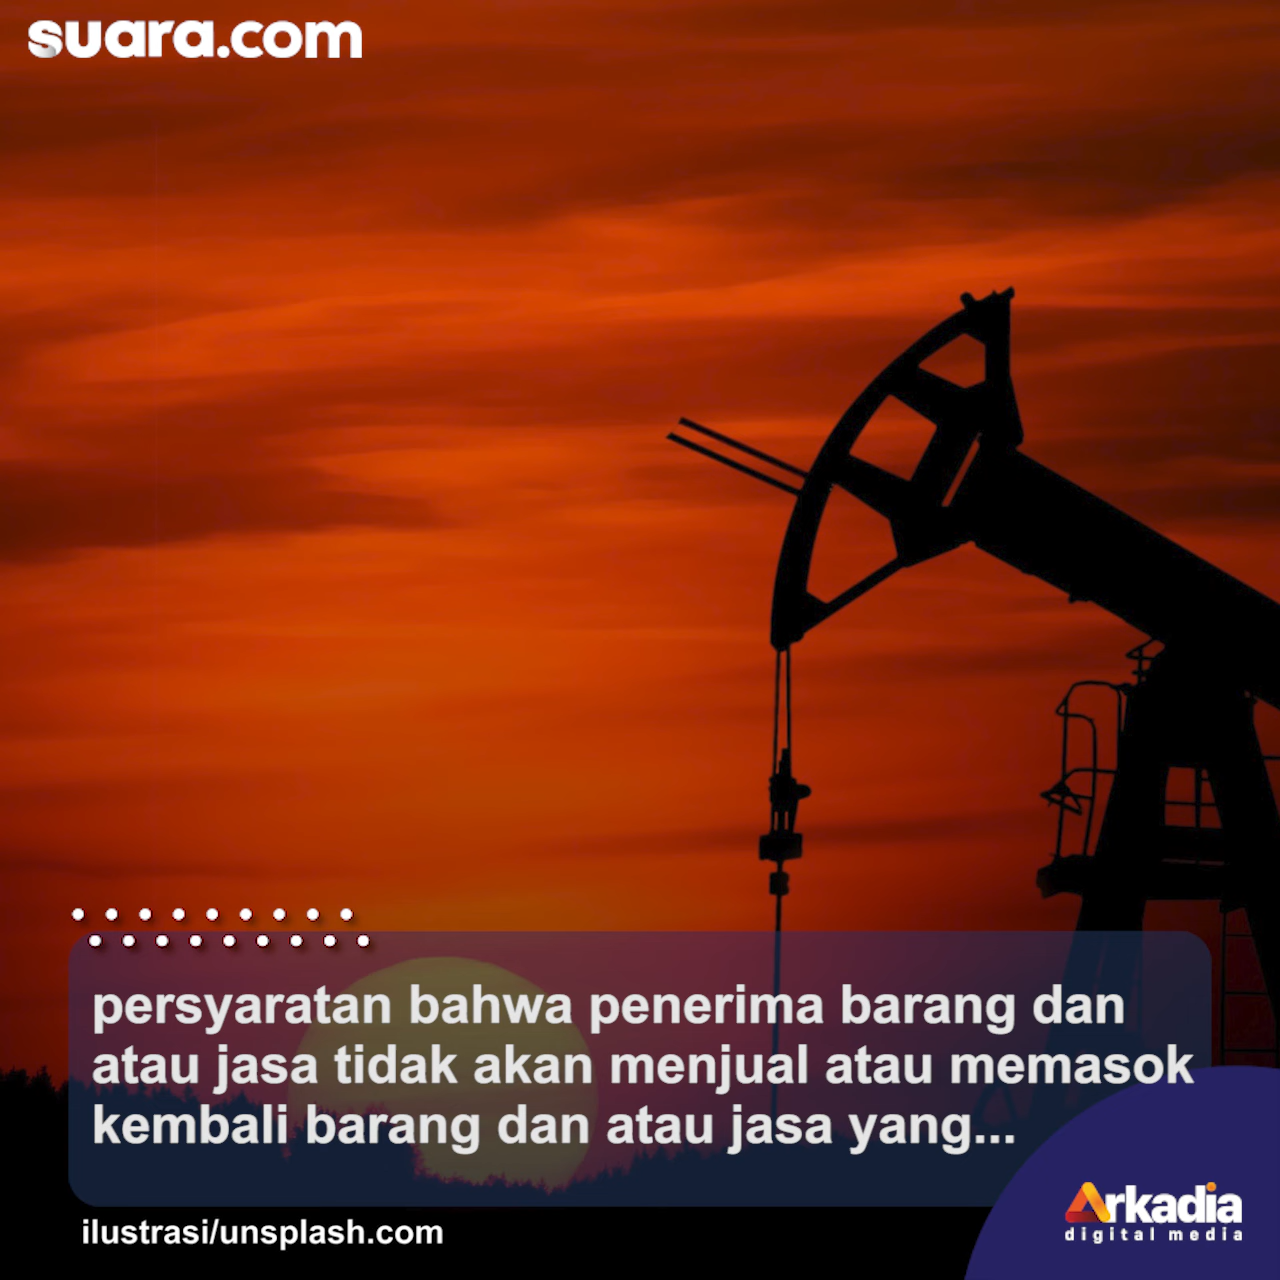 suara.com
persyaratan bahwa penerima barang dan
atau jasa tidak akan menjual atau memasok
kembali barang dan atau jasa yang...
ilustrasi/unsplash.com
Arkadia
digital media